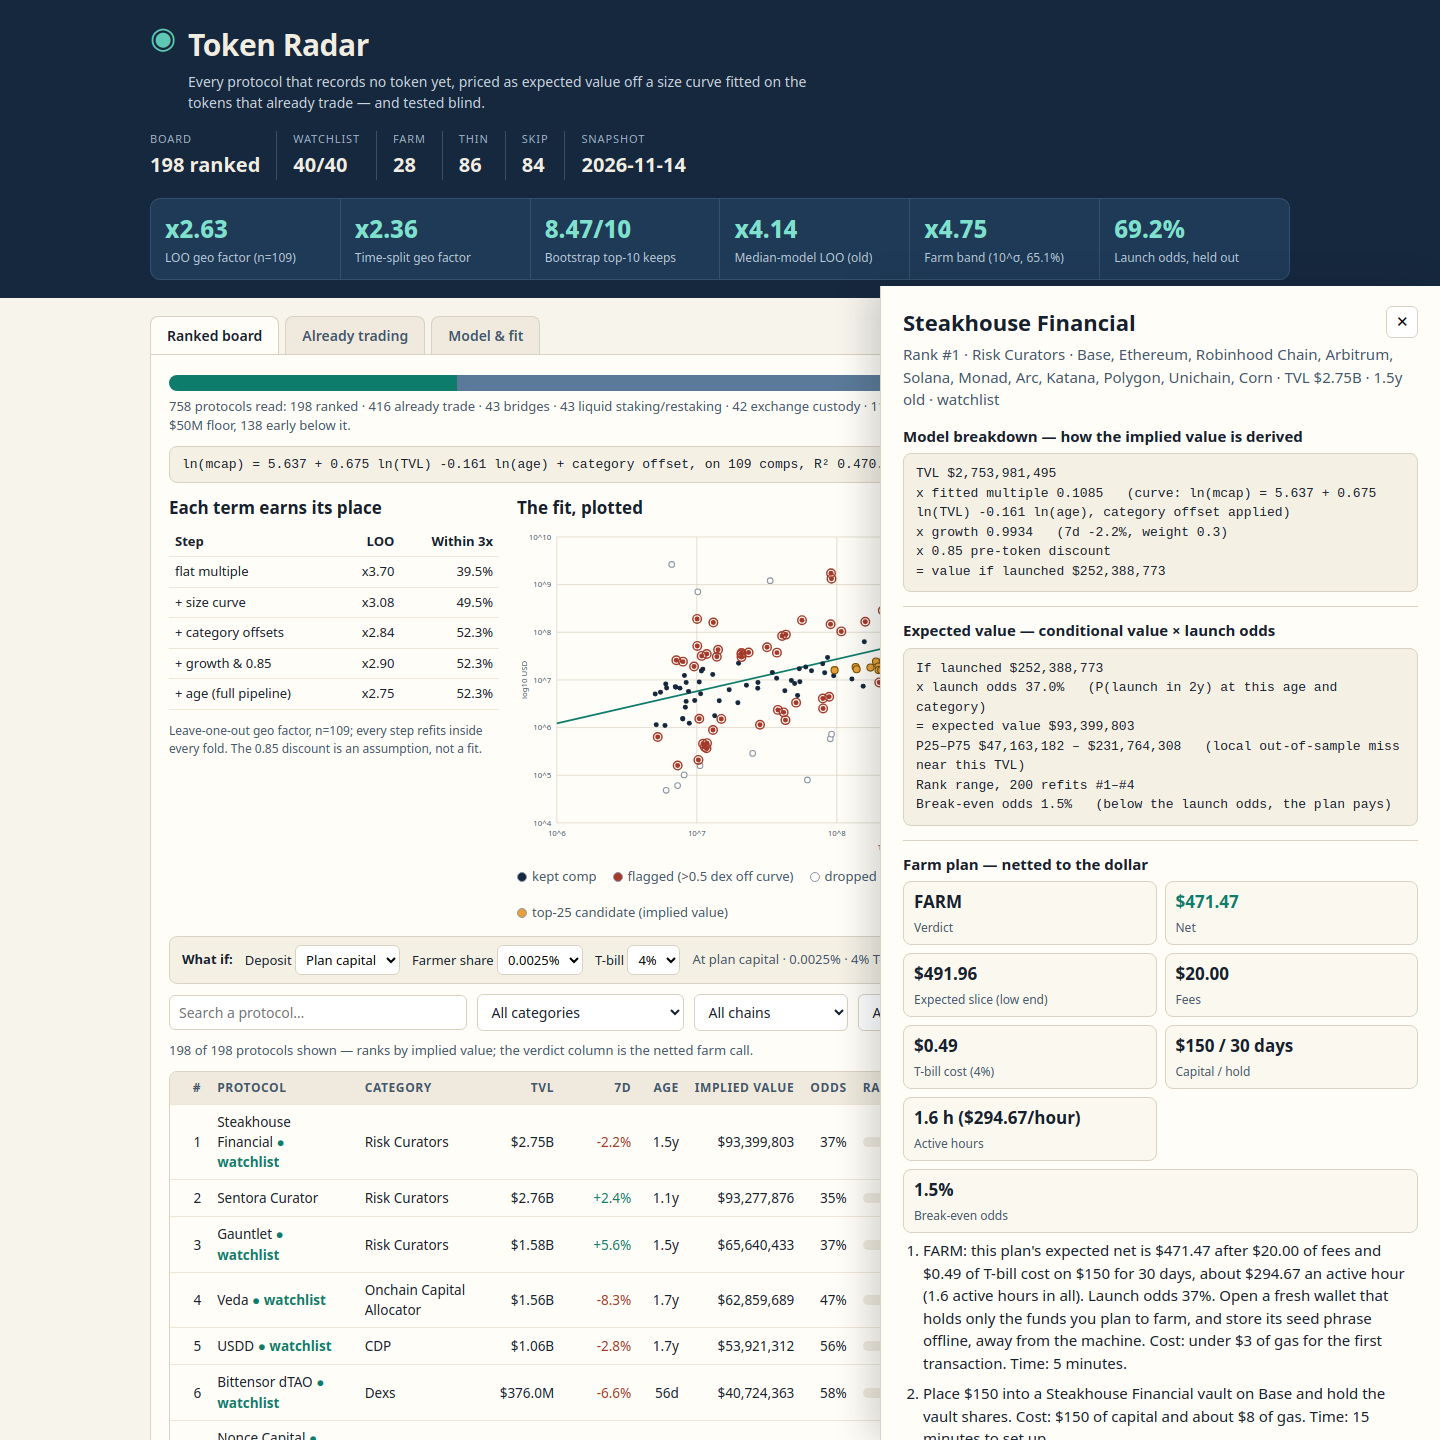 Token Radar
Every protocol that records no token yet, priced as expected value off a size curve fitted on the
tokens that already trade — and tested blind.
BOARD
198 ranked
WATCHLIST
40/40
FARM
28
THIN
86
SKIP
84
SNAPSHOT
2026-11-14
x2.63
LOO geo factor (n=109)
x2.36
Time-split geo factor
8.47/10
Bootstrap top-10 keeps
x4.14
Median-model LOO (old)
x4.75
Farm band (10^σ, 65.1%)
69.2%
Launch odds, held out
Ranked board
Already trading
Model & fit
758 protocols read: 198 ranked · 416 already trade · 43 bridges · 43 liquid staking/restaking · 42 exchange custody ·
$50M floor, 138 early below it.
ln(mcap) = 5.637 + 0.675 ln(TVL) -0.161 ln(age) + category offset, on 109 comps, R² 0.470.
Each term earns its place
Step LOO Within 3x
flat multiple x3.70 39.5%
+ size curve x3.08 49.5%
+ category offsets x2.84 52.3%
+ growth & 0.85 x2.90 52.3%
+ age (full pipeline) x2.75 52.3%
Leave-one-out geo factor, n=109; every step refits inside
every fold. The 0.85 discount is an assumption, not a fit.
The fit, plotted
10^10
10^9
10^8
10^7
10^6
10^5
10^4
log10 USD
10^6
10^7
10^8
kept comp
flagged (>0.5 dex off curve)
dropped
top-25 candidate (implied value)
What if: Deposit Plan capital Farmer share 0.0025% T-bill 4% At plan capital · 0.0025% · 4% T
Search a protocol...
All categories
All chains
A
198 of 198 protocols shown — ranks by implied value; the verdict column is the netted farm call.
# PROTOCOL CATEGORY TVL 7D AGE IMPLIED VALUE ODDS RA
1 Steakhouse Financial ● watchlist Risk Curators $2.75B -2.2% 1.5y $93,399,803 37%
2 Sentora Curator Risk Curators $2.76B +2.4% 1.1y $93,277,876 35%
3 Gauntlet ● watchlist Risk Curators $1.58B +5.6% 1.5y $65,640,433 37%
4 Veda ● watchlist Onchain Capital Allocator $1.56B -8.3% 1.7y $62,859,689 47%
5 USDD ● watchlist CDP $1.06B -2.8% 1.7y $53,921,312 56%
6 Bittensor dTAO ● watchlist Dexs $376.0M -6.6% 56d $40,724,363 58%
Nonce Capital ●
Steakhouse Financial
×
Rank #1 · Risk Curators · Base, Ethereum, Robinhood Chain, Arbitrum,
Solana, Monad, Arc, Katana, Polygon, Unichain, Corn · TVL $2.75B · 1.5y
old · watchlist
Model breakdown — how the implied value is derived
TVL $2,753,981,495
x fitted multiple 0.1085 (curve: ln(mcap) = 5.637 + 0.675
ln(TVL) -0.161 ln(age), category offset applied)
x growth 0.9934 (7d -2.2%, weight 0.3)
x 0.85 pre-token discount
= value if launched $252,388,773
Expected value — conditional value × launch odds
If launched $252,388,773
x launch odds 37.0% (P(launch in 2y) at this age and
category)
= expected value $93,399,803
P25–P75 $47,163,182 – $231,764,308 (local out-of-sample miss
near this TVL)
Rank range, 200 refits #1–#4
Break-even odds 1.5% (below the launch odds, the plan pays)
Farm plan — netted to the dollar
FARM
Verdict
$471.47
Net
$491.96
Expected slice (low end)
$20.00
Fees
$0.49
T-bill cost (4%)
$150 / 30 days
Capital / hold
1.6 h ($294.67/hour)
Active hours
1.5%
Break-even odds
1. FARM: this plan's expected net is $471.47 after $20.00 of fees and
$0.49 of T-bill cost on $150 for 30 days, about $294.67 an active hour
(1.6 active hours in all). Launch odds 37%. Open a fresh wallet that
holds only the funds you plan to farm, and store its seed phrase
offline, away from the machine. Cost: under $3 of gas for the first
transaction. Time: 5 minutes.
2. Place $150 into a Steakhouse Financial vault on Base and hold the
vault shares. Cost: $150 of capital and about $8 of gas. Time: 15
minutes to set up.